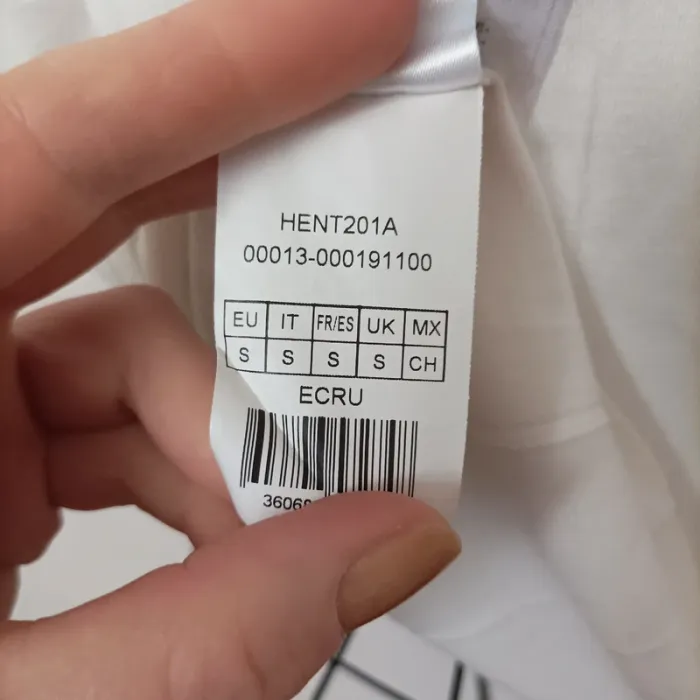 HENT201A
00013-000191100
EU IT FR/ES UK MX
S S S S CH
ECRU